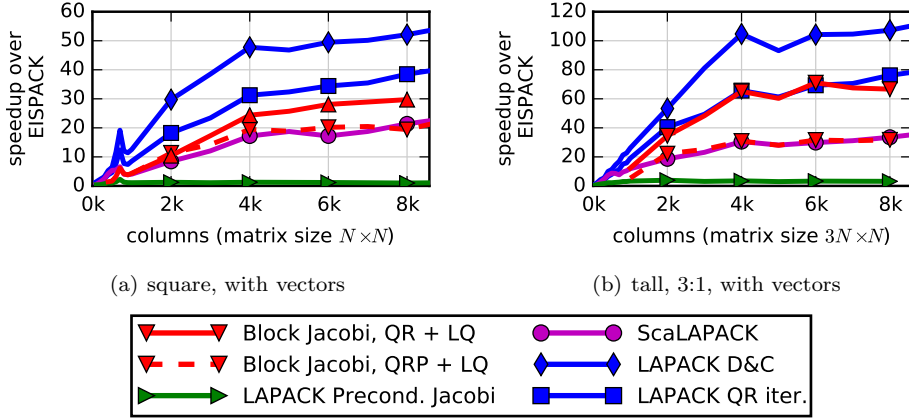 speedup over
EISPACK
60
50
40
30
20
10
0
0k 2k 4k 6k 8k
columns (matrix size N×N)
(a) square, with vectors
speedup over
EISPACK
120
100
80
60
40
20
0
0k 2k 4k 6k 8k
columns (matrix size 3N×N)
(b) tall, 3:1, with vectors
Block Jacobi, QR + LQ
Block Jacobi, QRP + LQ
LAPACK Precond. Jacobi
ScaLAPACK
LAPACK D&C
LAPACK QR iter.